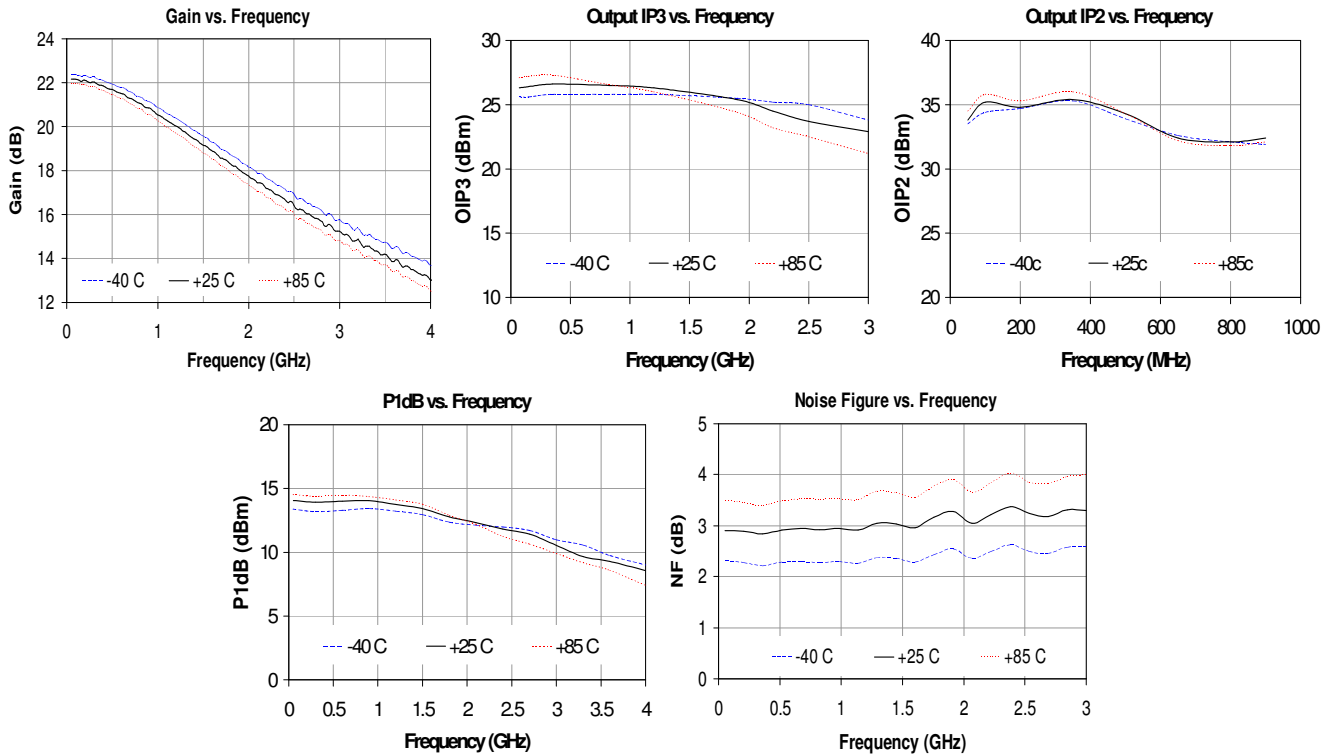 Gain vs. Frequency
24
22
20
18
16
14
12
Gain (dB)
-40 C
+25 C
+85 C
0 1 2 3 4
Frequency (GHz)
Output IP3 vs. Frequency
30
25
20
15
10
OIP3 (dBm)
-40 C
+25 C
+85 C
0 0.5 1 1.5 2 2.5 3
Frequency (GHz)
Output IP2 vs. Frequency
40
35
30
25
20
OIP2 (dBm)
-40c
+25c
+85c
0 200 400 600 800 1000
Frequency (MHz)
P1dB vs. Frequency
20
15
10
5
0
P1dB (dBm)
-40 C
+25 C
+85 C
0 0.5 1 1.5 2 2.5 3 3.5 4
Frequency (GHz)
Noise Figure vs. Frequency
5
4
3
2
1
0
NF (dB)
-40 C
+25 C
+85 C
0 0.5 1 1.5 2 2.5 3
Frequency (GHz)